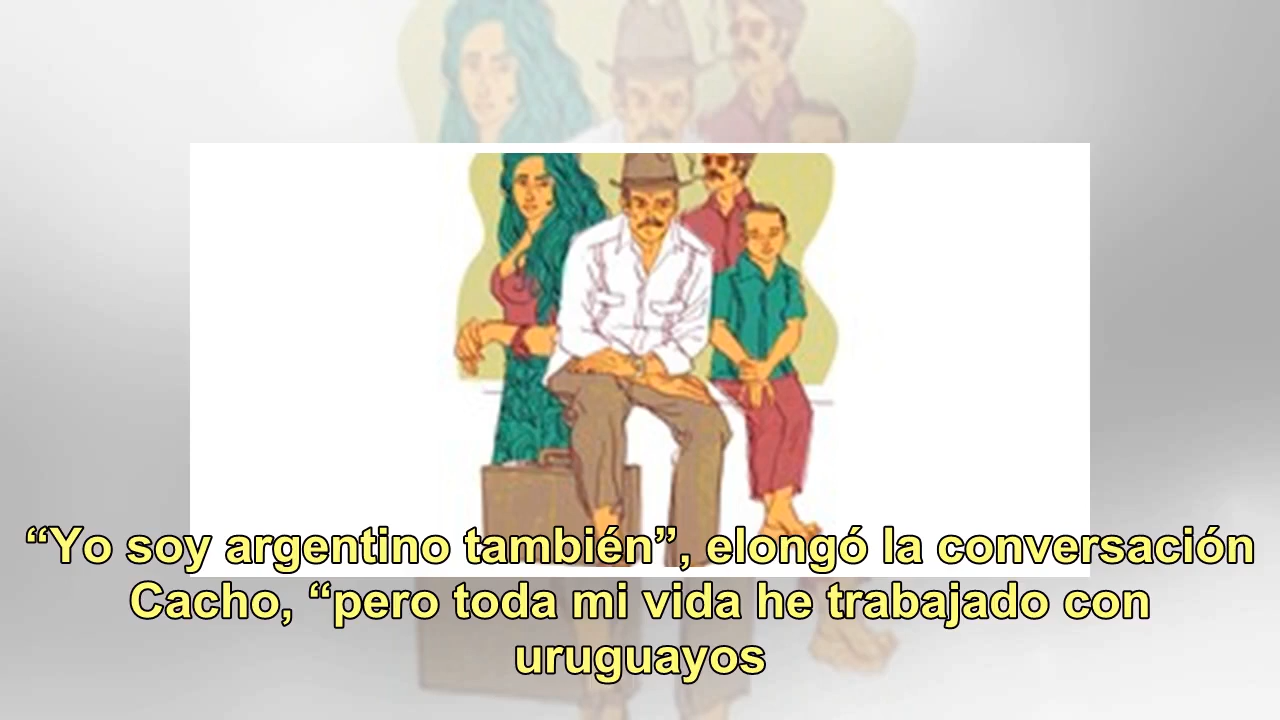 “Yo soy argentino también”, elongó la conversación
Cacho, “pero toda mi vida he trabajado con
uruguayos